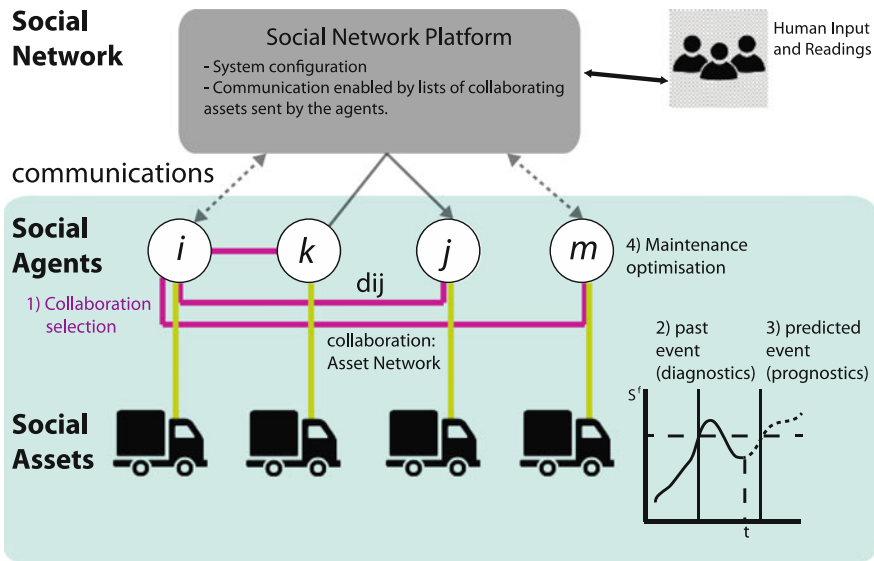 Social
Network
Social Network Platform
- System configuration
- Communication enabled by lists of collaborating
assets sent by the agents.
Human Input
and Readings
communications
Social
Agents
i
k
j
m
4) Maintenance
optimisation
dij
1) Collaboration
selection
collaboration:
Asset Network
2) past
event
(diagnostics)
3) predicted
event
(prognostics)
Social
Assets
Sᶠ
t